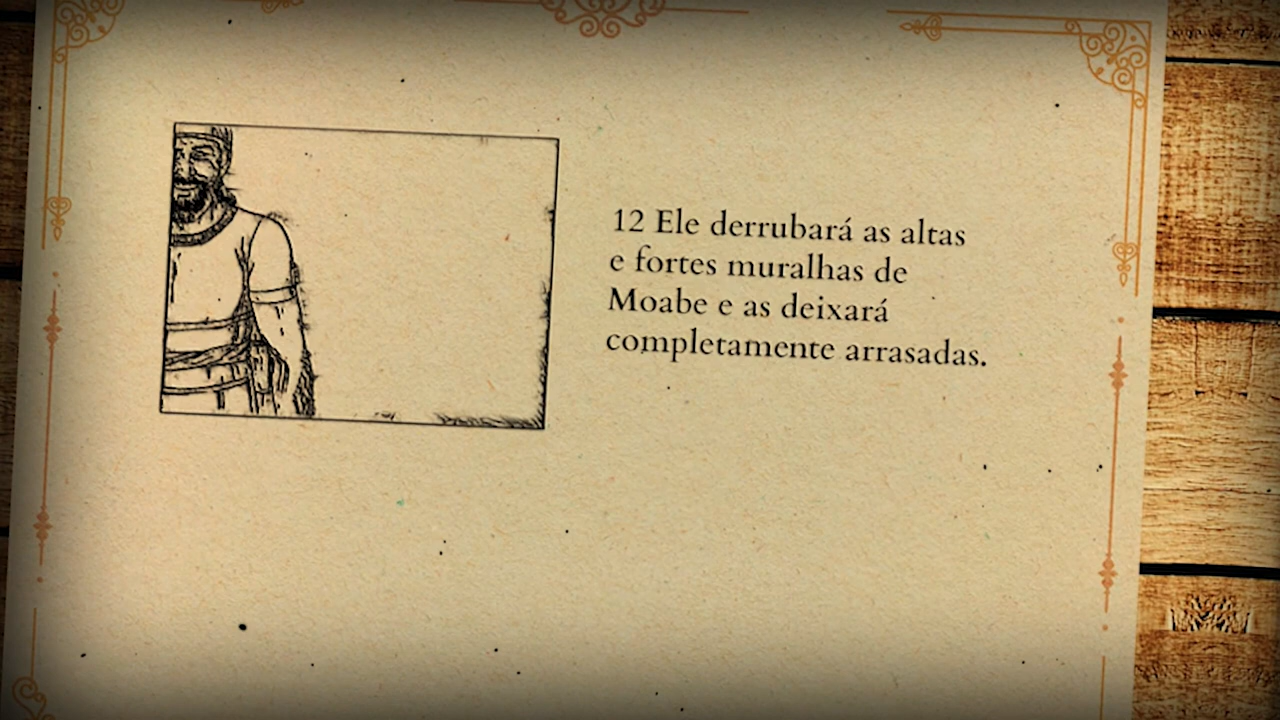 12 Ele derrubará as altas
e fortes muralhas de
Moabe e as deixará
completamente arrasadas.